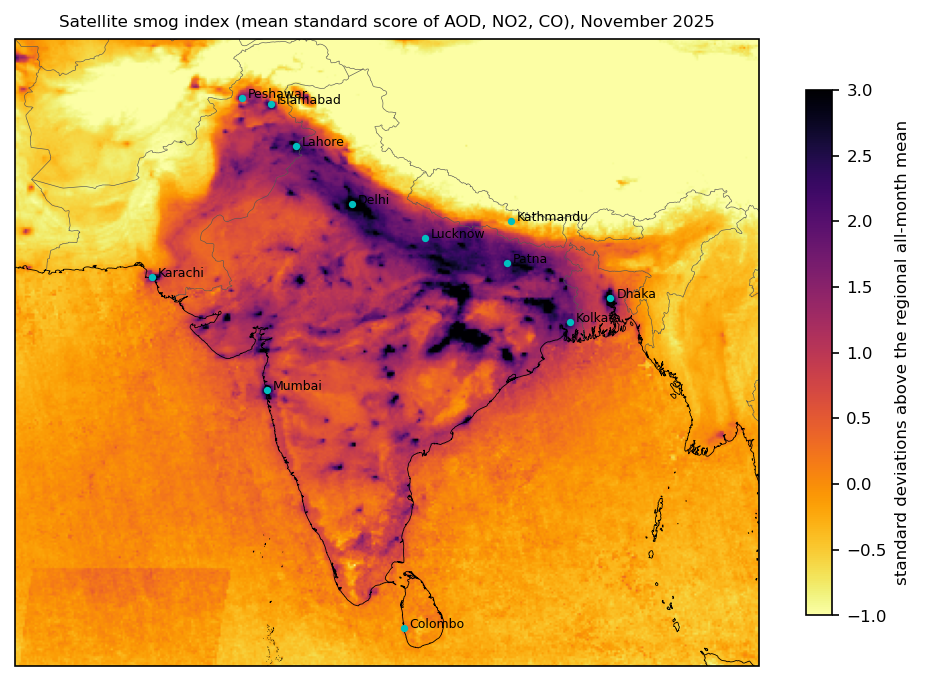 Satellite smog index (mean standard score of AOD, NO2, CO), November 2025
Peshawar
Islamabad
Lahore
Delhi
Kathmandu
Lucknow
Patna
Karachi
Dhaka
Kolkata
Mumbai
Colombo
3.0
2.5
2.0
1.5
1.0
0.5
0.0
−0.5
−1.0
standard deviations above the regional all-month mean